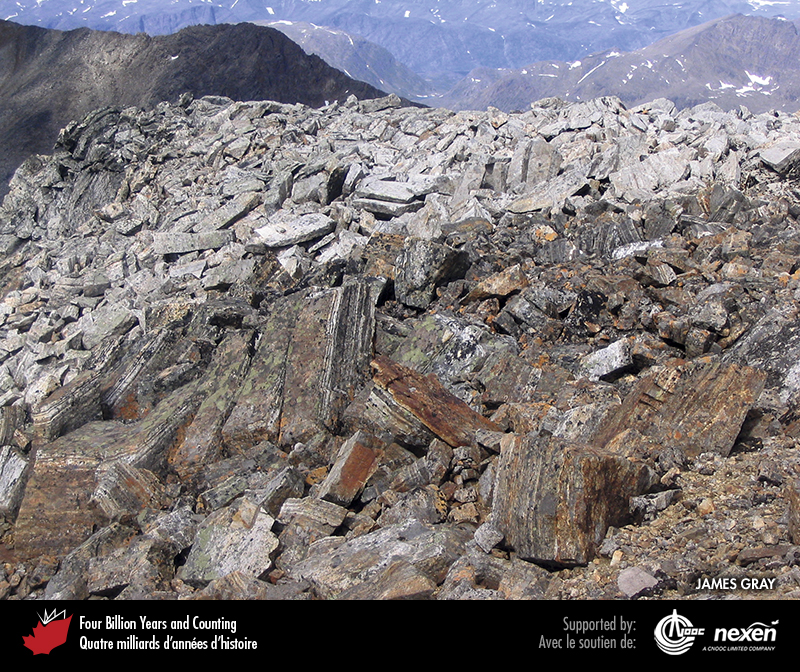 JAMES GRAY
Four Billion Years and Counting
Quatre milliards d'années d'histoire
Supported by:
Avec le soutien de:
CNOOC
nexen
A CNOOC LIMITED COMPANY